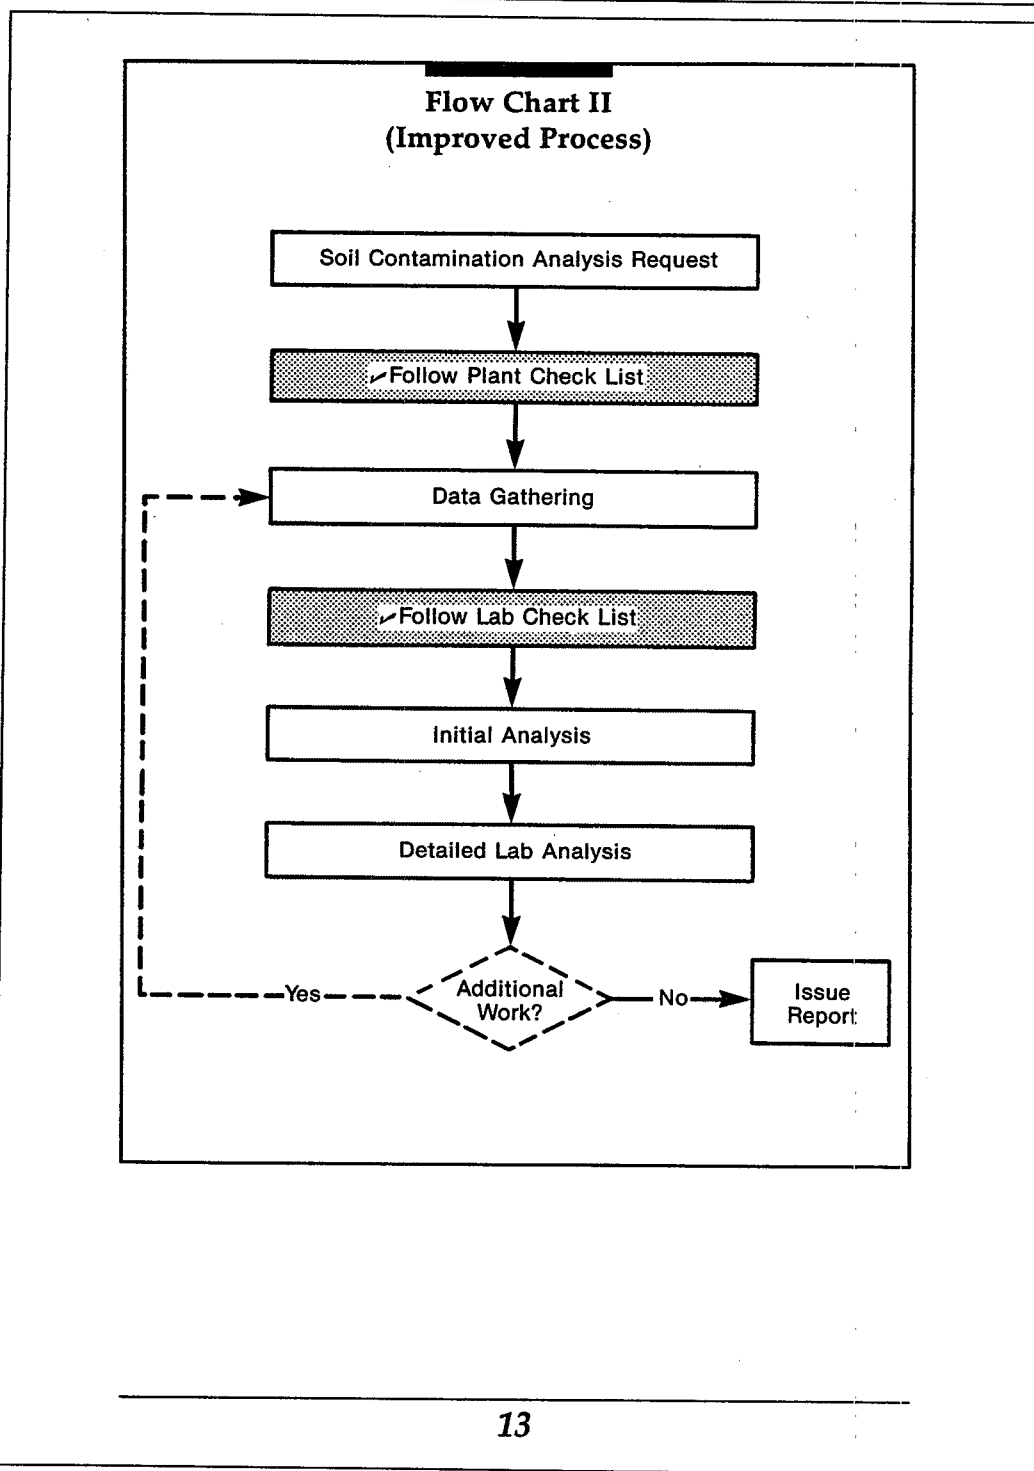 Flow Chart II
(Improved Process)
Soil Contamination Analysis Request
✓Follow Plant Check List
Data Gathering
✓Follow Lab Check List
Initial Analysis
Detailed Lab Analysis
Additional
Work?
Yes
No
Issue
Report
13